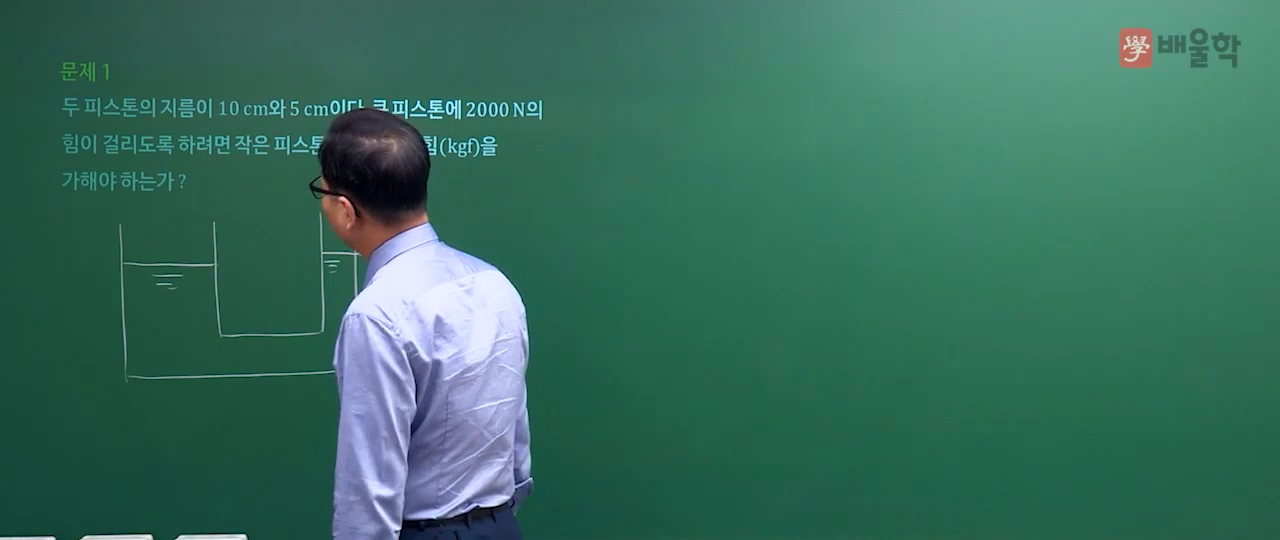 學 배울학
문제 1
두 피스톤의 지름이 10 cm와 5 cm이다. 큰 피스톤에 2000 N의
힘이 걸리도록 하려면 작은 피스톤 힘(kgf)을
가해야 하는가 ?